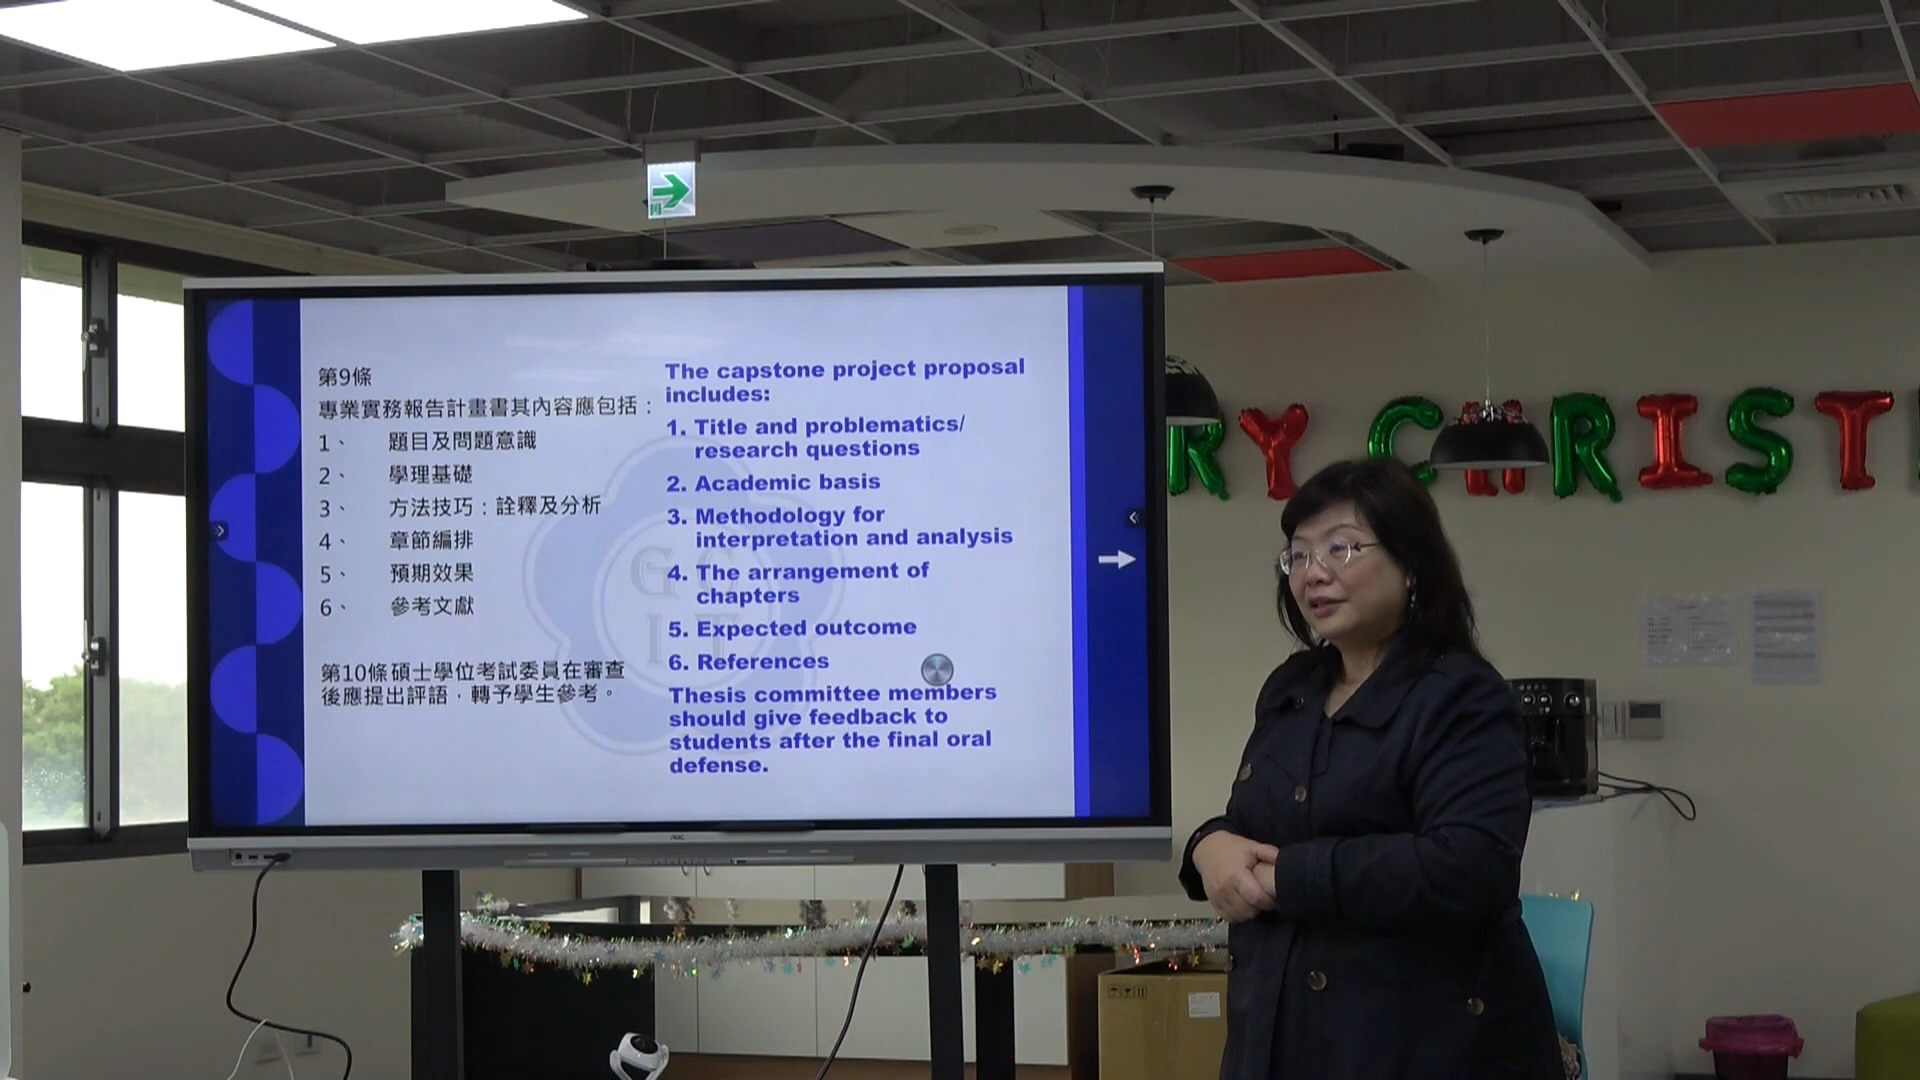 第9條
專業實務報告計畫書其內容應包括：
1、 題目及問題意識
2、 學理基礎
3、 方法技巧：詮釋及分析
4、 章節編排
5、 預期效果
6、 參考文獻
第10條碩士學位考試委員在審查
後應提出評語，轉予學生參考。
The capstone project proposal
includes:
1. Title and problematics/
research questions
2. Academic basis
3. Methodology for
interpretation and analysis
4. The arrangement of
chapters
5. Expected outcome
6. References
Thesis committee members
should give feedback to
students after the final oral
defense.
RY CHRIST
AOC